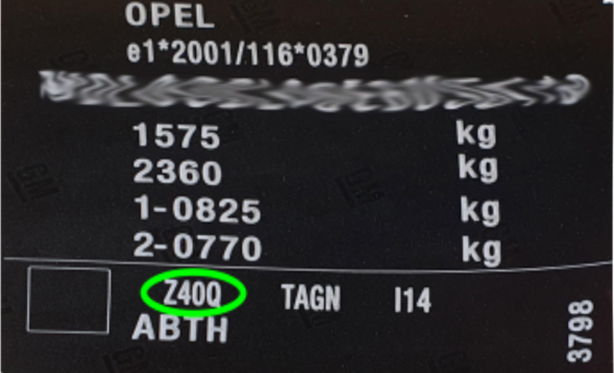 OPEL
e1*2001/116*0379
1575 kg
2360 kg
1-0825 kg
2-0770 kg
Z40Q TAGN I14
ABTH
3798